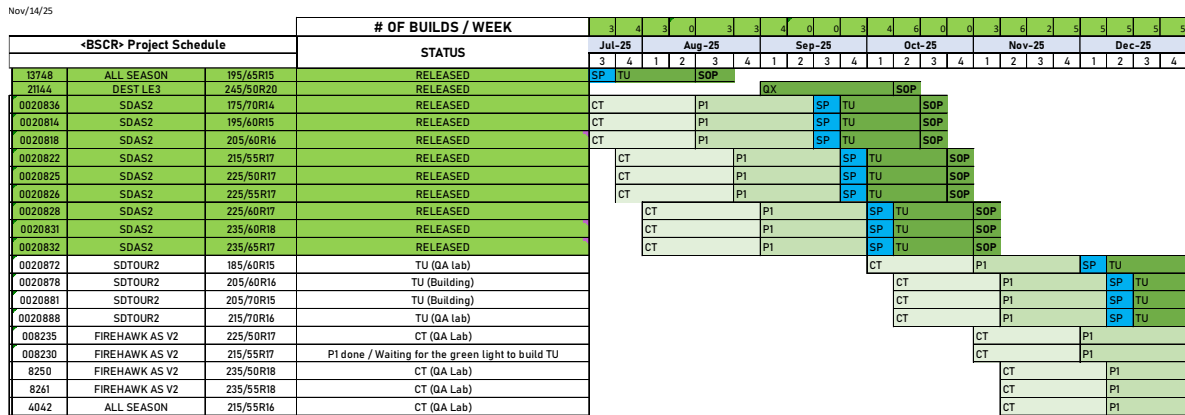 Nov/14/25
# OF BUILDS / WEEK 3 4 3 0 3 3 4 0 0 3 4 6 0 0 3 6 2 5 5 5 5 5
<BSCR> Project Schedule STATUS Jul-25 Aug-25 Sep-25 Oct-25 Nov-25 Dec-25
3 4 1 2 3 4 1 2 3 4 1 2 3 4 1 2 3 4 1 2 3 4
13748 ALL SEASON 195/65R15 RELEASED SP TU SOP
21144 DEST LE3 245/50R20 RELEASED QX SOP
0020836 SDAS2 175/70R14 RELEASED CT P1 SP TU SOP
0020814 SDAS2 195/60R15 RELEASED CT P1 SP TU SOP
0020818 SDAS2 205/60R16 RELEASED CT P1 SP TU SOP
0020822 SDAS2 215/55R17 RELEASED CT P1 SP TU SOP
0020825 SDAS2 225/50R17 RELEASED CT P1 SP TU SOP
0020826 SDAS2 225/55R17 RELEASED CT P1 SP TU SOP
0020828 SDAS2 225/60R17 RELEASED CT P1 SP TU SOP
0020831 SDAS2 235/60R18 RELEASED CT P1 SP TU SOP
0020832 SDAS2 235/65R17 RELEASED CT P1 SP TU SOP
0020872 SDTOUR2 185/60R15 TU (QA lab) CT P1 SP TU
0020878 SDTOUR2 205/60R16 TU (Building) CT P1 SP TU
0020881 SDTOUR2 205/70R15 TU (Building) CT P1 SP TU
0020888 SDTOUR2 215/70R16 TU (QA lab) CT P1 SP TU
008235 FIREHAWK AS V2 225/50R17 CT (QA Lab) CT P1
008230 FIREHAWK AS V2 215/55R17 P1 done / Waiting for the green light to build TU CT P1
8250 FIREHAWK AS V2 235/50R18 CT (QA Lab) CT P1
8261 FIREHAWK AS V2 235/55R18 CT (QA Lab) CT P1
4042 ALL SEASON 215/55R16 CT (QA Lab) CT P1